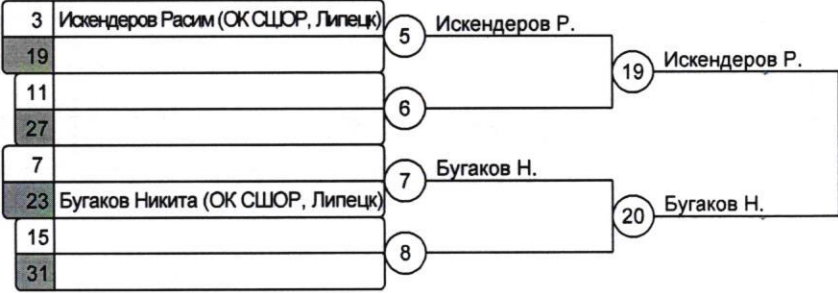 3 Искендеров Расим (ОК СШОР, Липецк)
5 Искендеров Р.
19
19 Искендеров Р.
11
6
27
7
7 Бугаков Н.
23 Бугаков Никита (ОК СШОР, Липецк)
20 Бугаков Н.
15
8
31